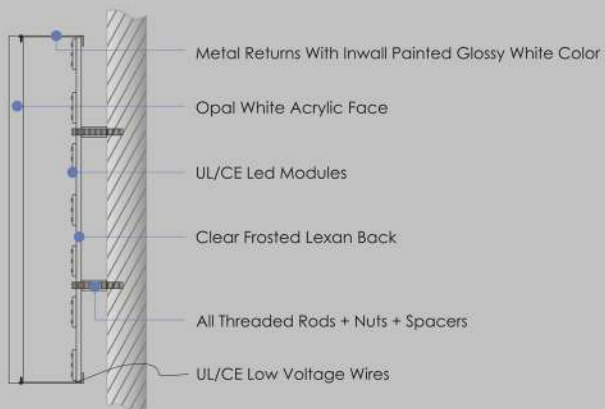 Metal Returns With Inwall Painted Glossy White Color
Opal White Acrylic Face
UL/CE Led Modules
Clear Frosted Lexan Back
All Threaded Rods + Nuts + Spacers
UL/CE Low Voltage Wires